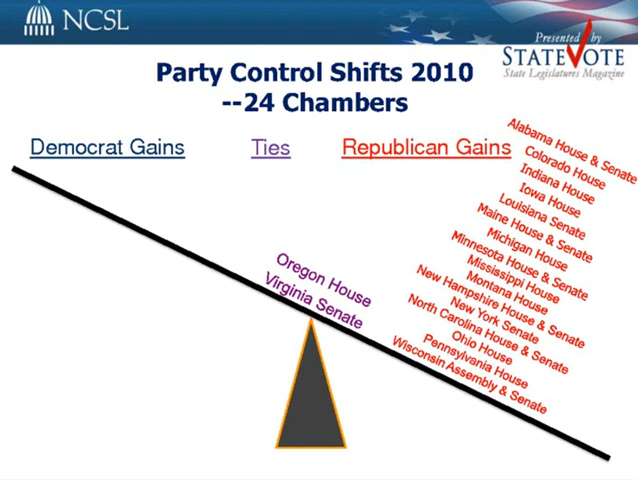 NCSL
Presented by
STATEVOTE
State Legislatures Magazine
Party Control Shifts 2010
--24 Chambers
Democrat Gains
Ties
Republican Gains
Oregon House
Virginia Senate
Alabama House & Senate
Colorado House
Indiana House
Iowa House
Louisiana Senate
Maine House & Senate
Michigan House
Minnesota House & Senate
Mississippi House
Montana House
New Hampshire House & Senate
New York Senate
North Carolina House & Senate
Ohio House
Pennsylvania House
Wisconsin Assembly & Senate